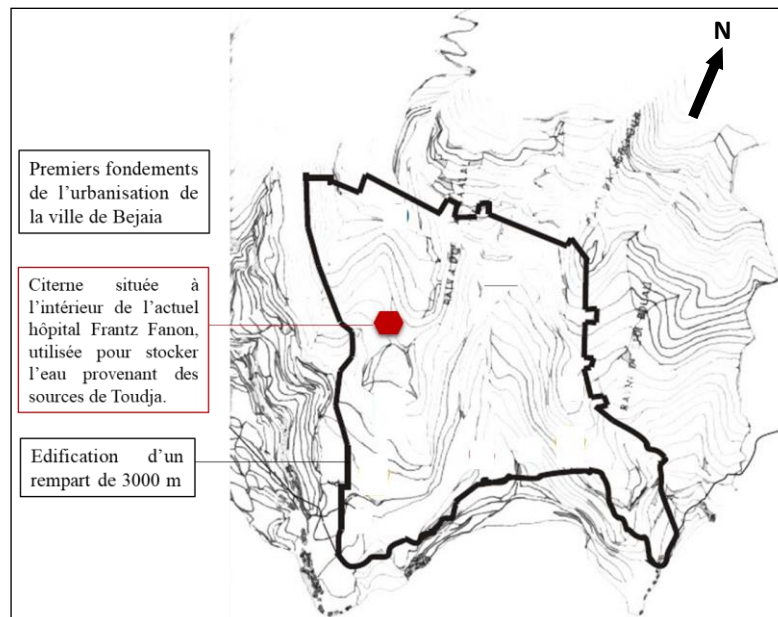 N
Premiers fondements
de l’urbanisation de
la ville de Bejaia
Citerne située à
l’intérieur de l’actuel
hôpital Frantz Fanon,
utilisée pour stocker
l’eau provenant des
sources de Toudja.
Edification d’un
rempart de 3000 m